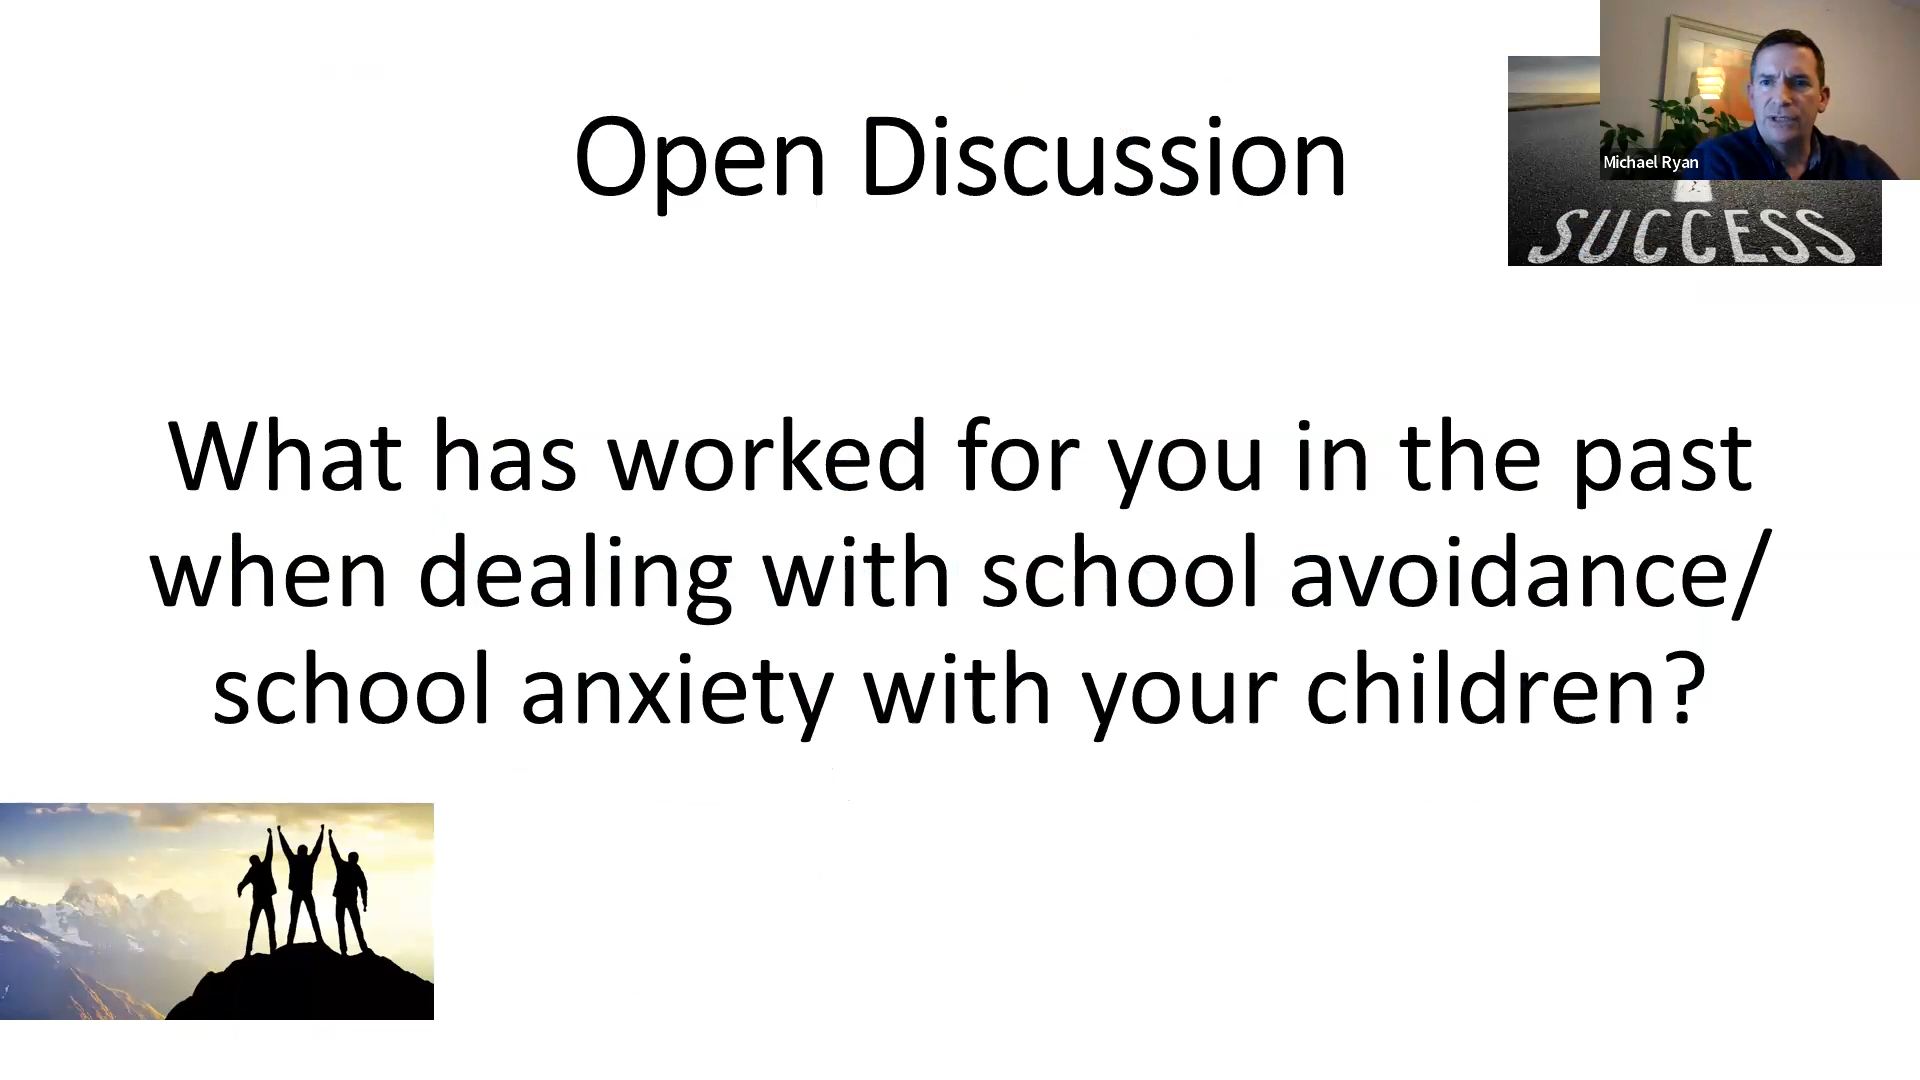 Open Discussion
Michael Ryan
SUCCESS
What has worked for you in the past
when dealing with school avoidance/
school anxiety with your children?